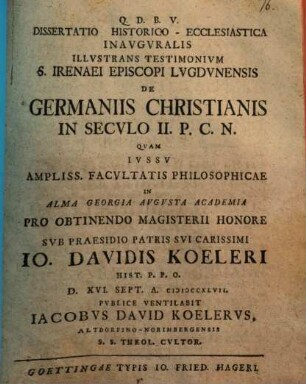 16.
Q. D. B. V.
DISSERTATIO HISTORICO - ECCLESIASTICA
INAVGVRALIS
ILLVSTRANS TESTIMONIVM
S. IRENAEI EPISCOPI LVGDVNENSIS
DE
GERMANIIS CHRISTIANIS
IN SECVLO II. P. C. N.
QUAM
IVSSV
AMPLISS. FACVLTATIS PHILOSOPHICAE
IN
ALMA GEORGIA AVGVSTA ACADEMIA
PRO OBTINENDO MAGISTERII HONORE
SVB PRAESIDIO PATRIS SVI CARISSIMI
IO. DAVIDIS KOELERI
HIST. P. P. O.
D. XVI. SEPT. A. CIƆIƆCCXLVII.
PVBLICE VENTILABIT
IACOBVS DAVID KOELERVS,
ALTDORFINO-NORIMBERGENSIS
S. S. THEOL. CVLTOR.
GOETTINGAE TYPIS IO. FRIED. HAGERI.